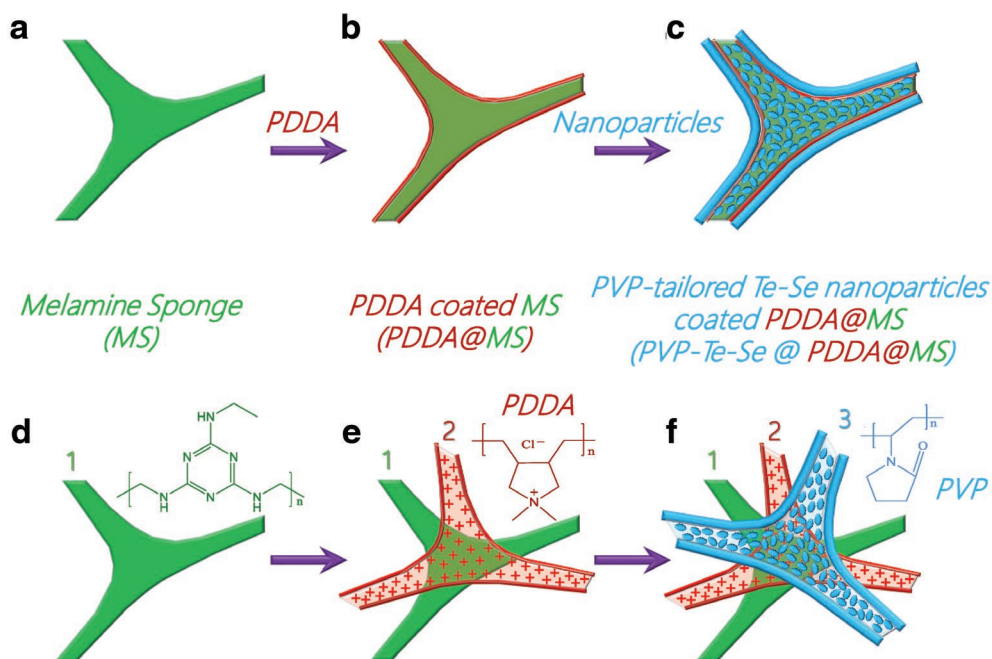 a
b
c
PDDA
Nanoparticles
Melamine Sponge
(MS)
PDDA coated MS
(PDDA@MS)
PVP-tailored Te-Se nanoparticles
coated PDDA@MS
(PVP-Te-Se @ PDDA@MS)
d
1
HN
N
N
N
N
H
N
H
n
e
1
2
PDDA
Cl−
n
N
+
f
1
2
3
n
N
O
PVP